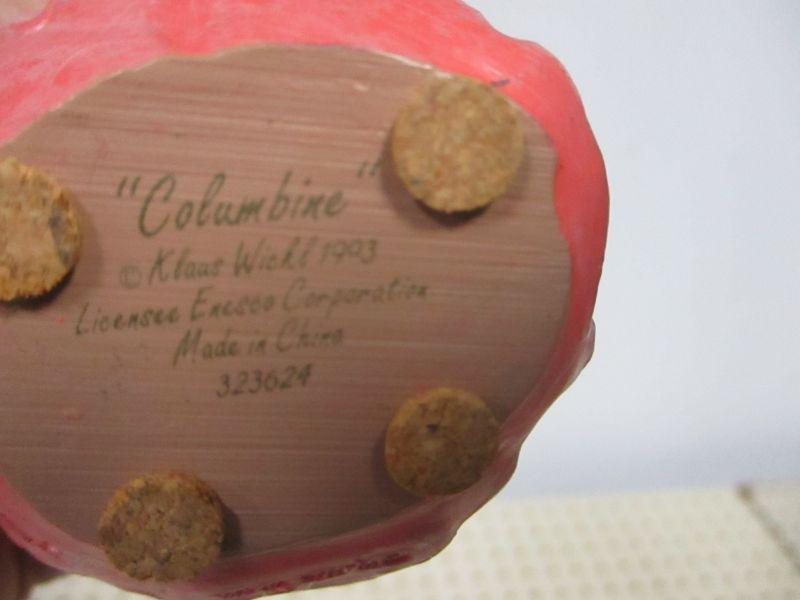 "Columbine"
© Klaus Wickl 1993
Licensee Enesco Corporation
Made in China
323624